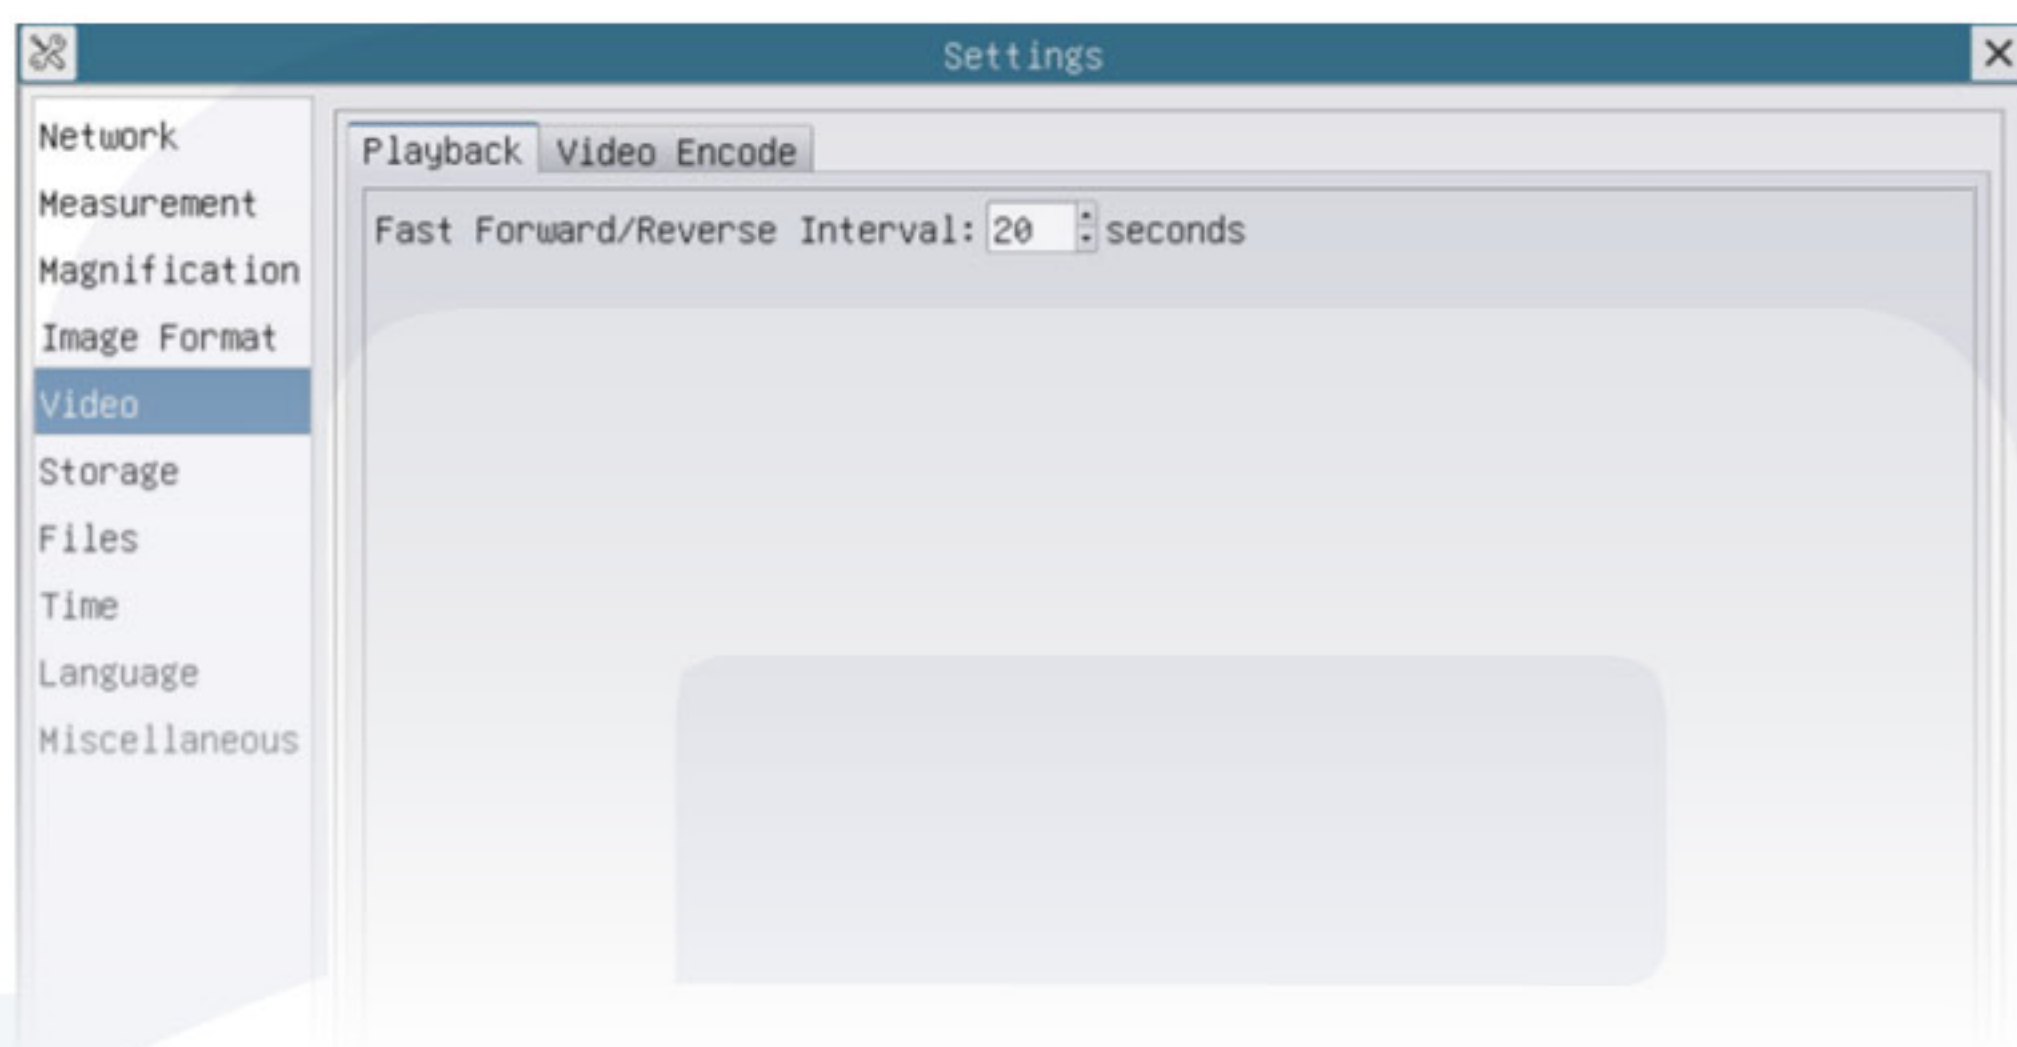 Settings
Network
Measurement
Magnification
Image Format
Video
Storage
Files
Time
Language
Miscellaneous
Playback Video Encode
Fast Forward/Reverse Interval: 20 seconds